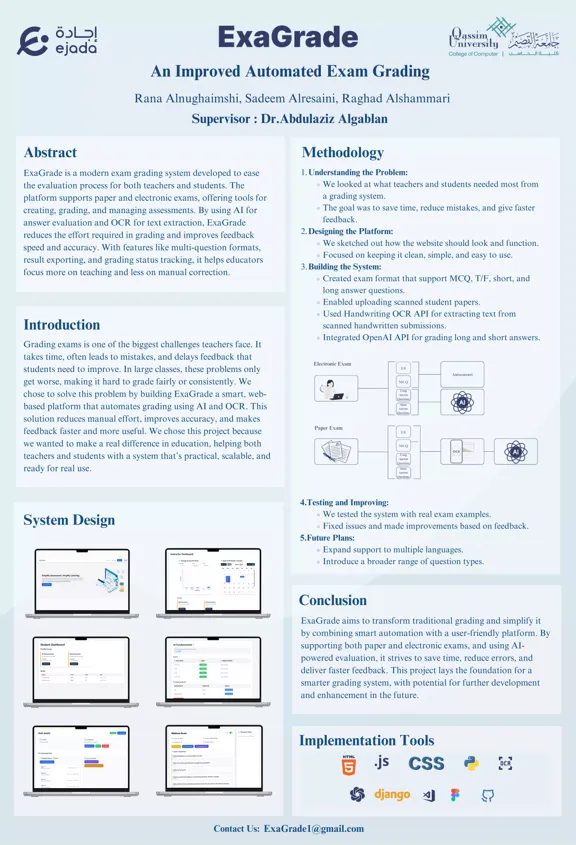 إجادة
ejada
ExaGrade
Qassim
University
جامعة القصيم
College of Computer
كلية الحاسب
An Improved Automated Exam Grading
Rana Alnughaimshi, Sadeem Alresaini, Raghad Alshammari
Supervisor : Dr.Abdulaziz Algablan
Abstract
ExaGrade is a modern exam grading system developed to ease
the evaluation process for both teachers and students. The
platform supports paper and electronic exams, offering tools for
creating, grading, and managing assessments. By using AI for
answer evaluation and OCR for text extraction, ExaGrade
reduces the effort required in grading and improves feedback
speed and accuracy. With features like multi-question formats,
result exporting, and grading status tracking, it helps educators
focus more on teaching and less on manual correction.
Introduction
Grading exams is one of the biggest challenges teachers face. It
takes time, often leads to mistakes, and delays feedback that
students need to improve. In large classes, these problems only
get worse, making it hard to grade fairly or consistently. We
chose to solve this problem by building ExaGrade a smart, web-
based platform that automates grading using AI and OCR. This
solution reduces manual effort, improves accuracy, and makes
feedback faster and more useful. We chose this project because
we wanted to make a real difference in education, helping both
teachers and students with a system that's practical, scalable, and
ready for real use.
System Design
Student Dashboard
Methodology
1. Understanding the Problem:
We looked at what teachers and students needed most from
a grading system.
The goal was to save time, reduce mistakes, and give faster
feedback.
2. Designing the Platform:
We sketched out how the website should look and function.
Focused on keeping it clean, simple, and easy to use.
3. Building the System:
Created exam format that support MCQ, T/F, short, and
long answer questions.
Enabled uploading scanned student papers.
Used Handwriting OCR API for extracting text from
scanned handwritten submissions.
Integrated OpenAI API for grading long and short answers.
Electronic Exam
T/F
MCQ
AI
Paper Exam
T/F
MCQ
OCR
AI
4.Testing and Improving:
We tested the system with real exam examples.
Fixed issues and made improvements based on feedback.
5.Future Plans:
Expand support to multiple languages.
Introduce a broader range of question types.
Conclusion
ExaGrade aims to transform traditional grading and simplify it
by combining smart automation with a user-friendly platform. By
supporting both paper and electronic exams, and using AI-
powered evaluation, it strives to save time, reduce errors, and
deliver faster feedback. This project lays the foundation for a
smarter grading system, with potential for further development
and enhancement in the future.
Implementation Tools
HTML
.js
CSS
OCR
django
Contact Us: ExaGrade1@gmail.com